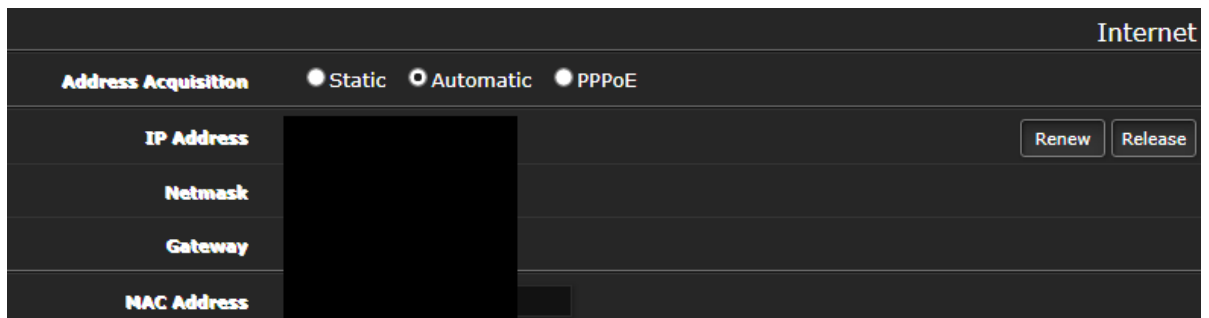 Internet
Address Acquisition Static Automatic PPPoE
IP Address Renew Release
Netmask
Gateway
MAC Address